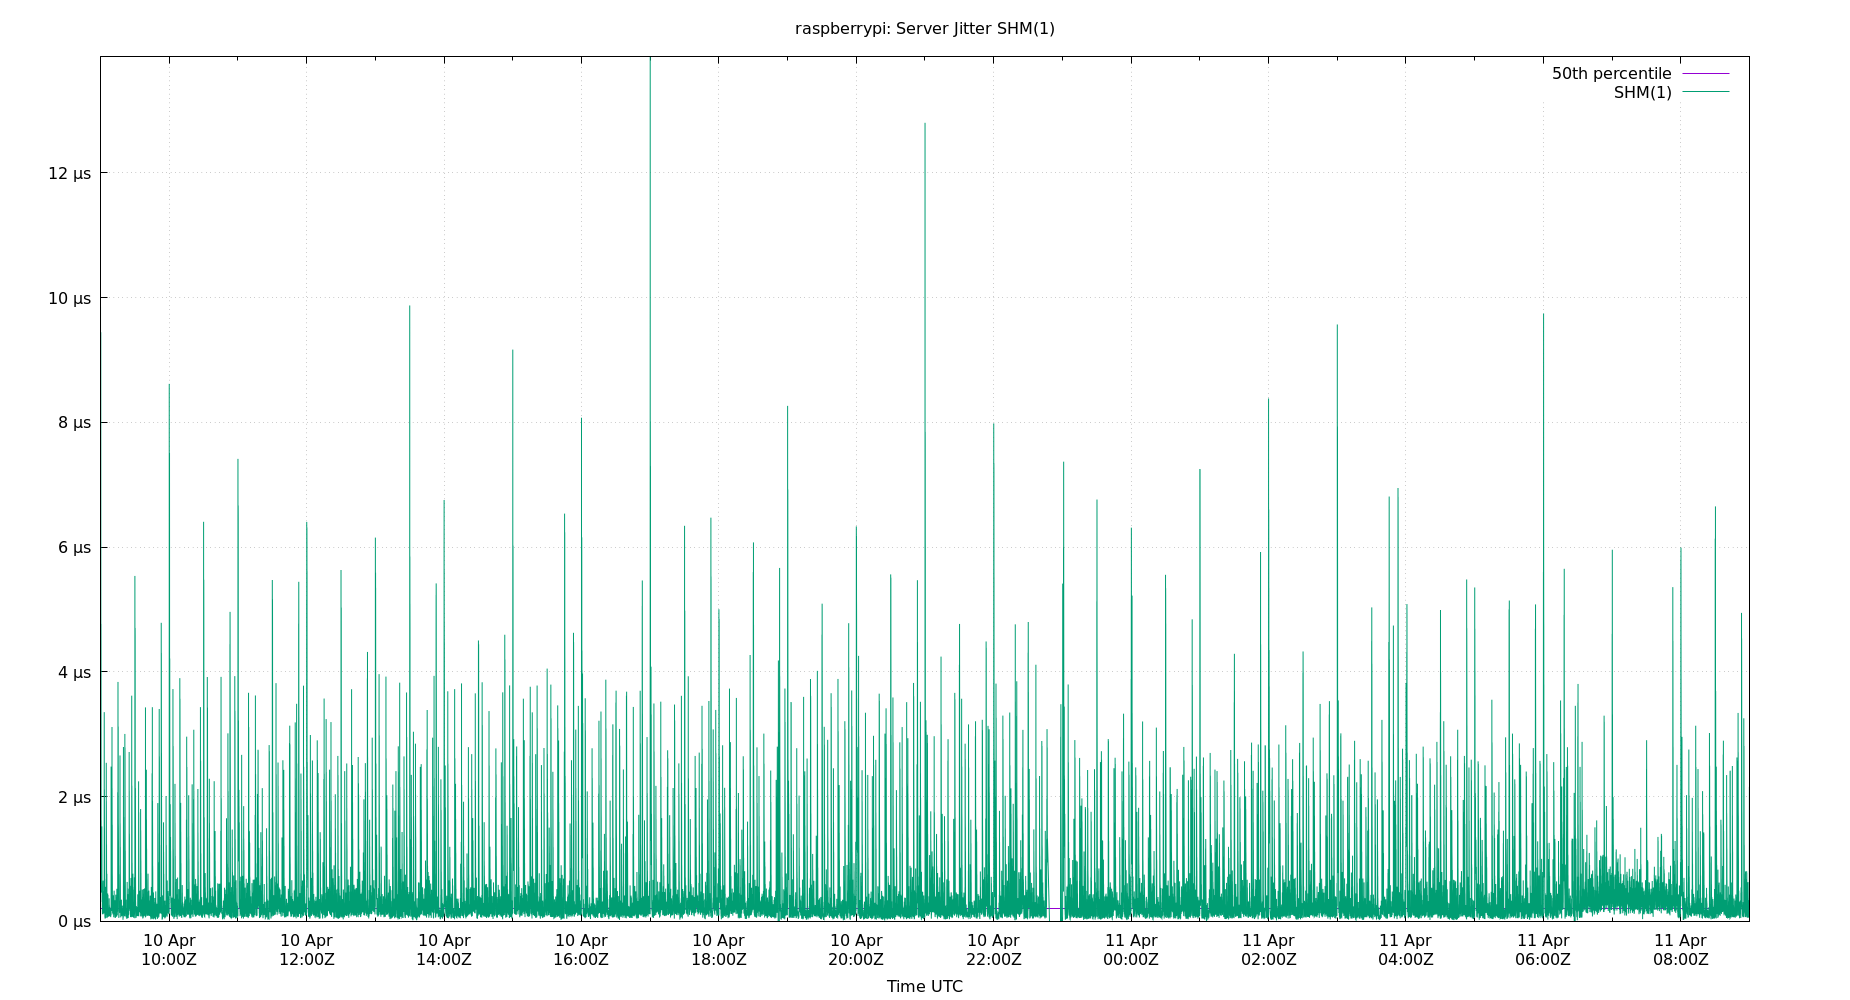 raspberrypi: Server Jitter SHM(1)
50th percentile
SHM(1)
12 µs
10 µs
8 µs
6 µs
4 µs
2 µs
0 µs
10 Apr 10 Apr 10 Apr 10 Apr 10 Apr 10 Apr 10 Apr 11 Apr 11 Apr 11 Apr 11 Apr 11 Apr
10:00Z 12:00Z 14:00Z 16:00Z 18:00Z 20:00Z 22:00Z 00:00Z 02:00Z 04:00Z 06:00Z 08:00Z
Time UTC